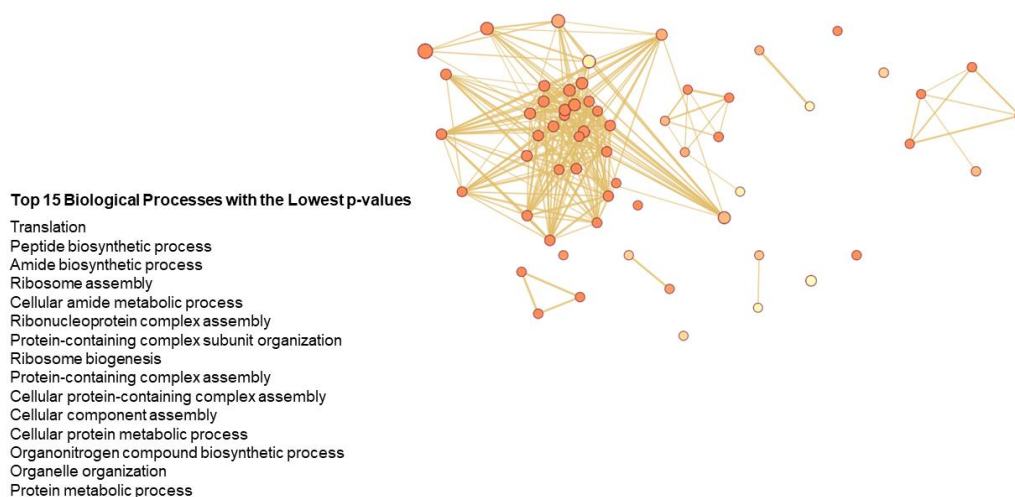 Top 15 Biological Processes with the Lowest p-values
Translation
Peptide biosynthetic process
Amide biosynthetic process
Ribosome assembly
Cellular amide metabolic process
Ribonucleoprotein complex assembly
Protein-containing complex subunit organization
Ribosome biogenesis
Protein-containing complex assembly
Cellular protein-containing complex assembly
Cellular component assembly
Cellular protein metabolic process
Organonitrogen compound biosynthetic process
Organelle organization
Protein metabolic process